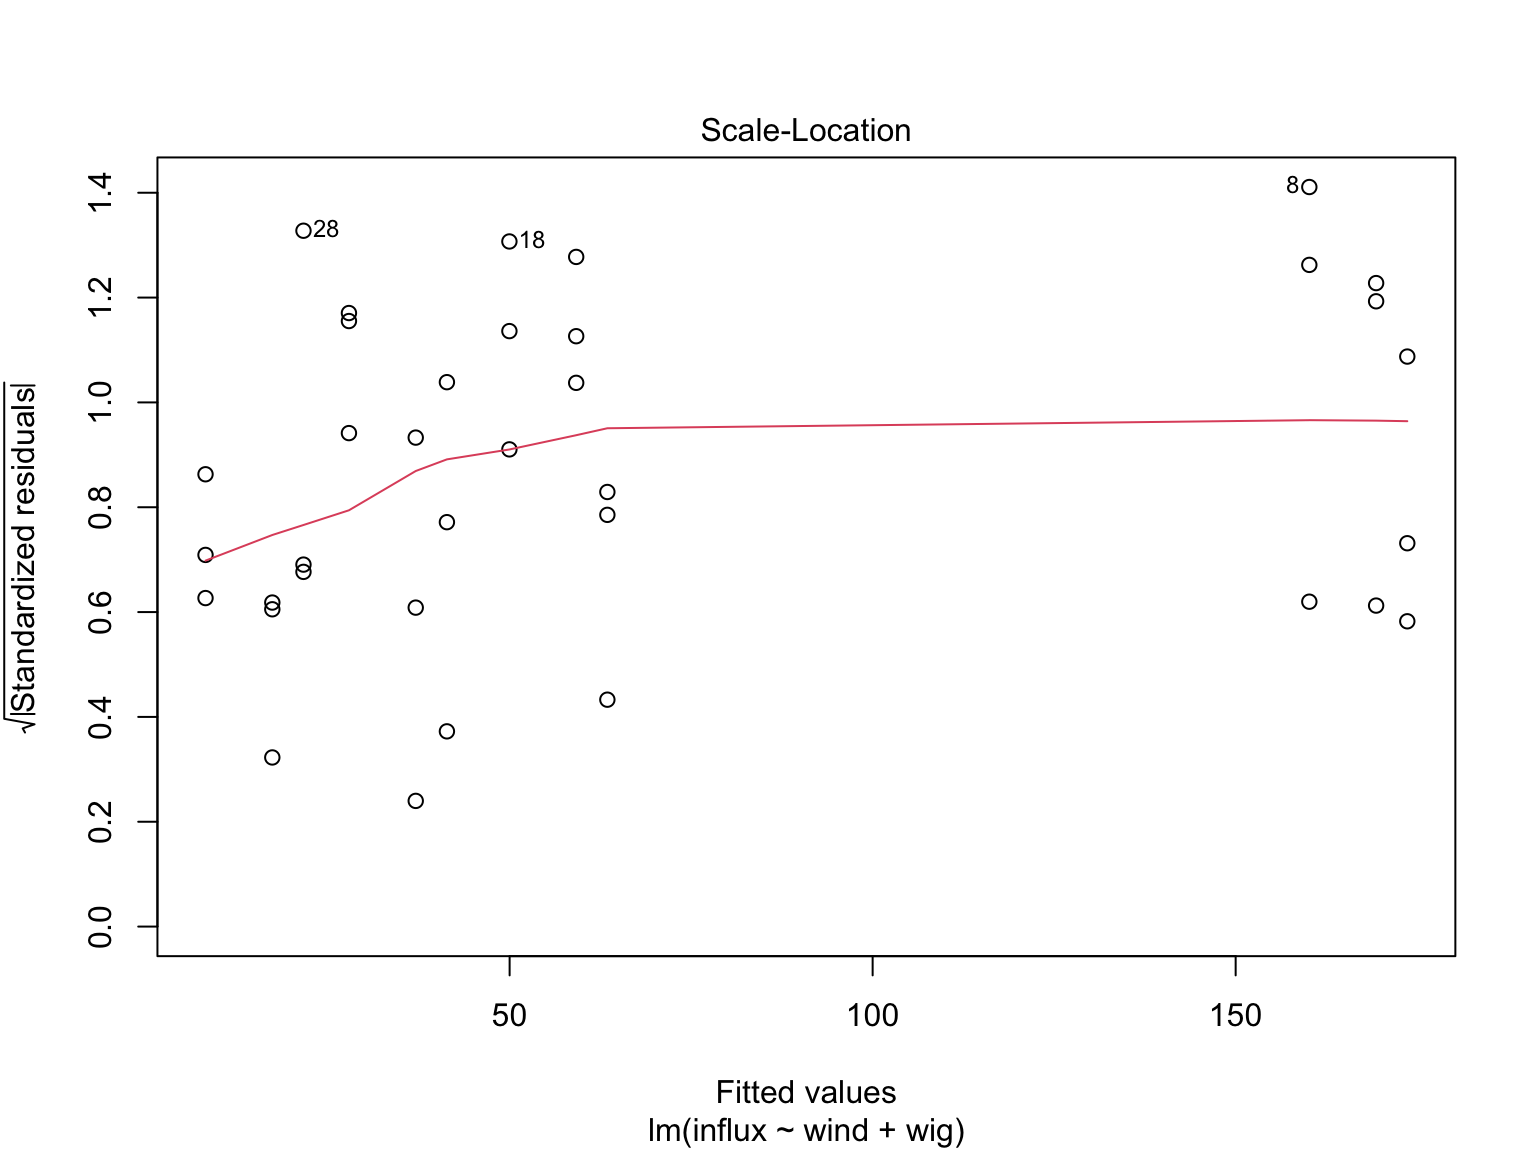 Scale-Location
√|Standardized residuals|
1.4
1.2
1.0
0.8
0.6
0.4
0.2
0.0
28
18
8
50 100 150
Fitted values
lm(influx ~ wind + wig)